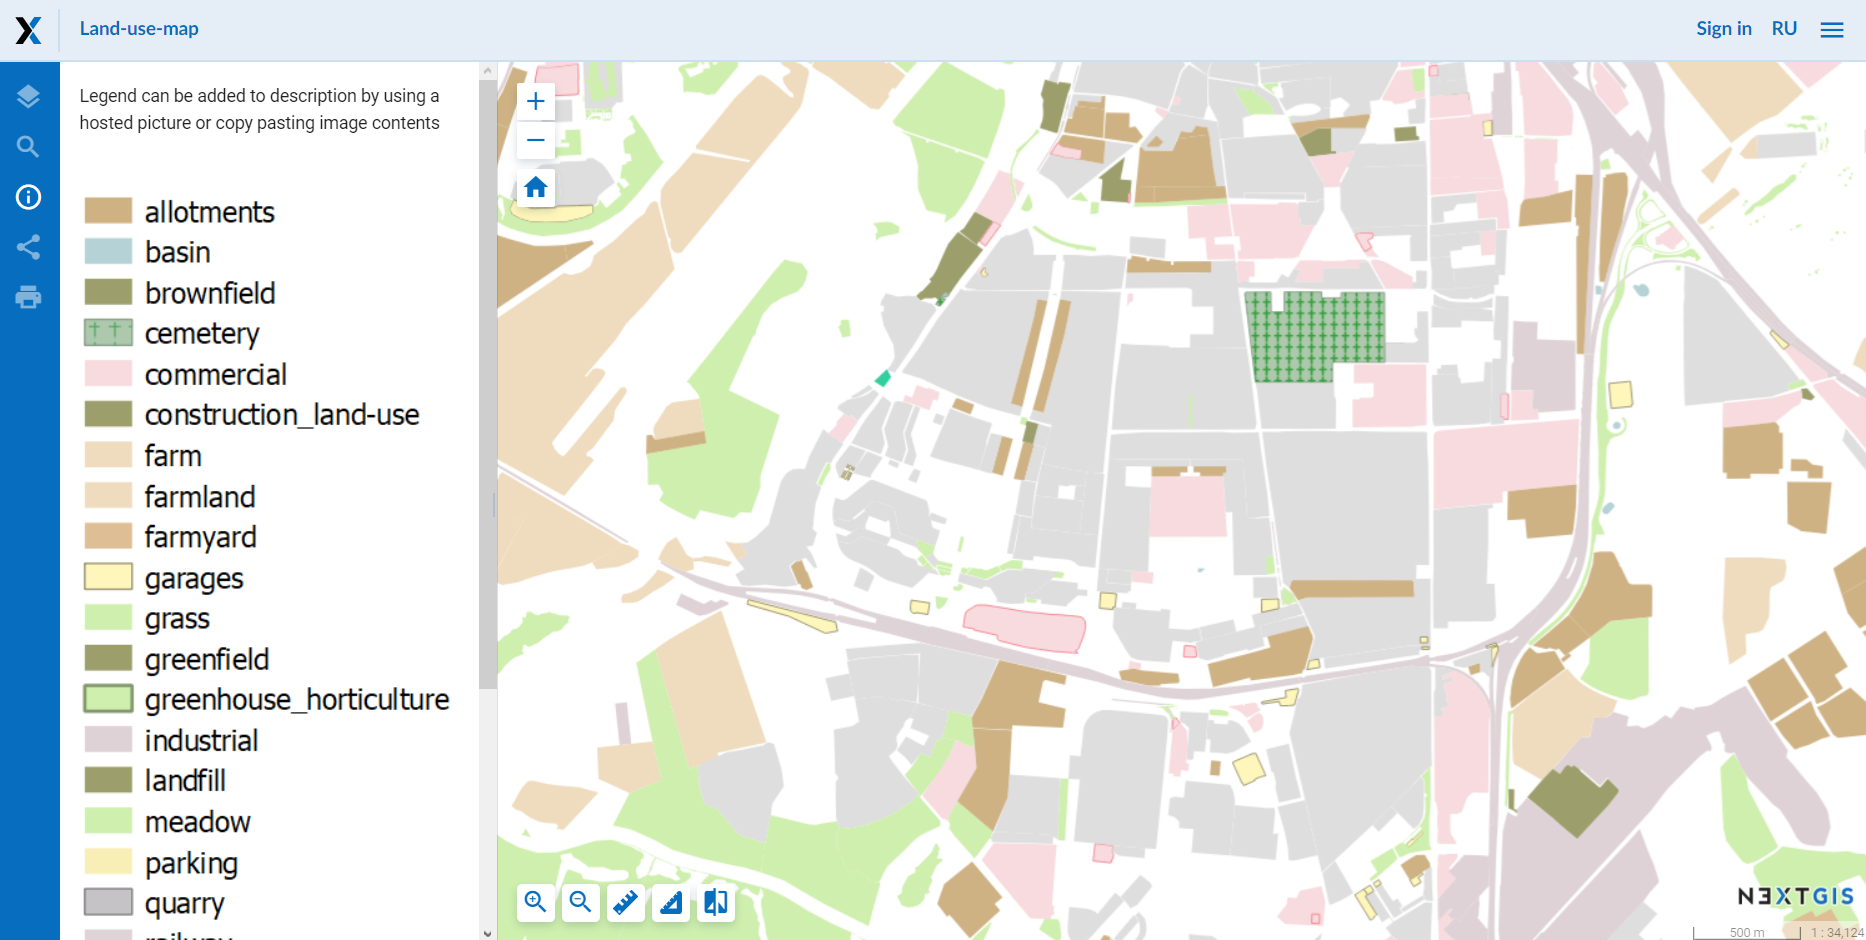 Land-use-map
Sign in
RU
Legend can be added to description by using a
hosted picture or copy pasting image contents
allotments
basin
brownfield
cemetery
commercial
construction_land-use
farm
farmland
farmyard
garages
grass
greenfield
greenhouse_horticulture
industrial
landfill
meadow
parking
quarry
railway
NEXTGIS
500 m
1 : 34,124